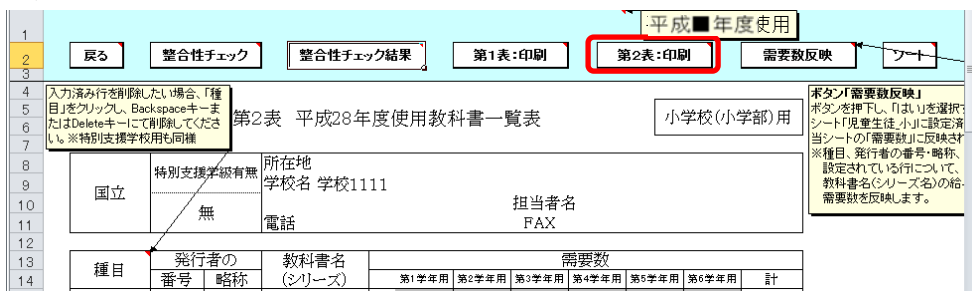 平成■年度使用
1
2
3
4
5
6
7
8
9
10
11
12
13
14
戻る 整合性チェック 整合性チェック結果 第1表:印刷 第2表:印刷 需要数反映 ソート
入力済み行を削除したい場合、「種
目」をクリックし、Backspaceキーま
たはDeleteキーにて削除してくださ
い。※特別支援学校用も同様
第2表 平成28年度使用教科書一覧表
小学校(小学部)用
ボタン「需要数反映」
ボタンを押下し、「はい」を選択す
シート「児童生徒_小」に設定済
当シートの「需要数」に反映され
※種目、発行者の番号・略称、
設定されている行について、
教科書名(シリーズ名)の給
需要数を反映します。
国立
特別支援学級有無
無
所在地
学校名 学校1111
担当者名
電話 FAX
種目 発行者の 教科書名 需要数
番号 略称 (シリーズ) 第1学年用 第2学年用 第3学年用 第4学年用 第5学年用 第6学年用 計